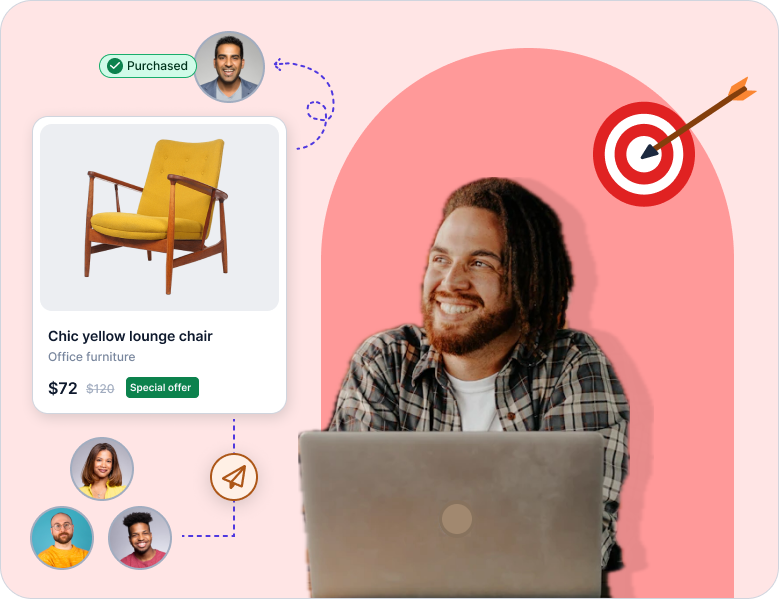 Purchased
Chic yellow lounge chair
Office furniture
$72 $120 Special offer